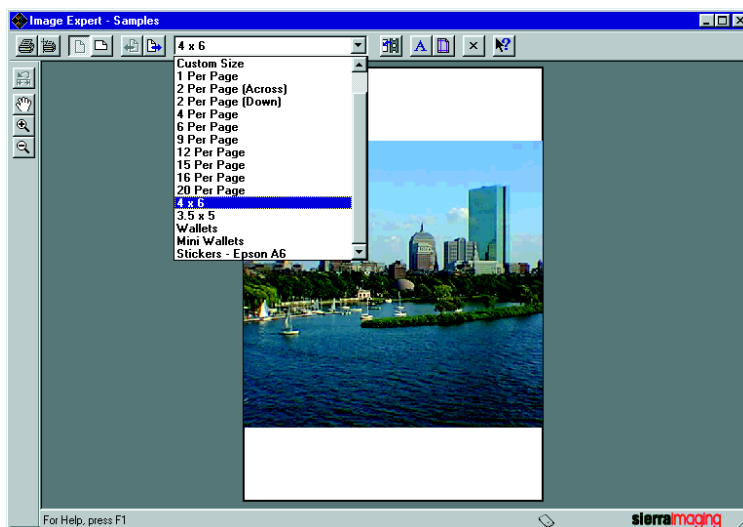 Image Expert - Samples
4 x 6
Custom Size
1 Per Page
2 Per Page (Across)
2 Per Page (Down)
4 Per Page
6 Per Page
9 Per Page
12 Per Page
15 Per Page
16 Per Page
20 Per Page
4 x 6
3.5 x 5
Wallets
Mini Wallets
Stickers - Epson A6
A
For Help, press F1
sierraimaging